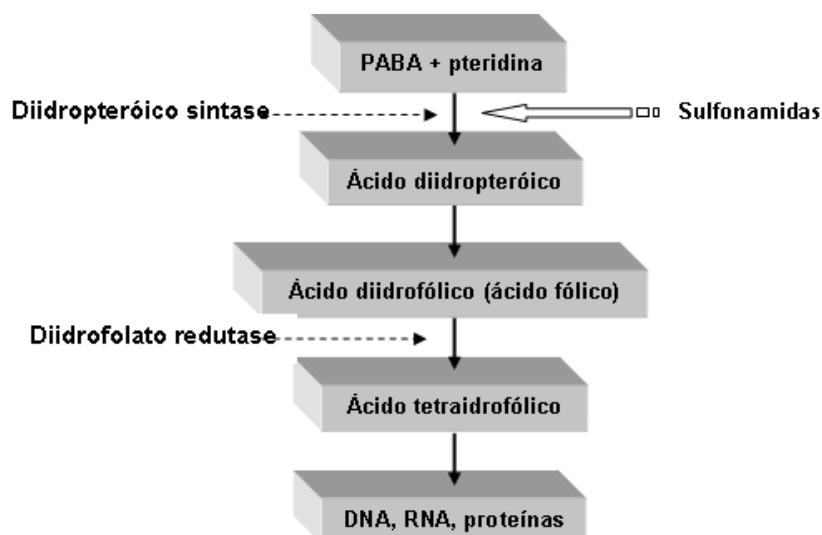 PABA + pteridina
Diidropteróico sintase
Sulfonamidas
Ácido diidropteróico
Ácido diidrofólico (ácido fólico)
Diidrofolato redutase
Ácido tetraidrofólico
DNA, RNA, proteínas